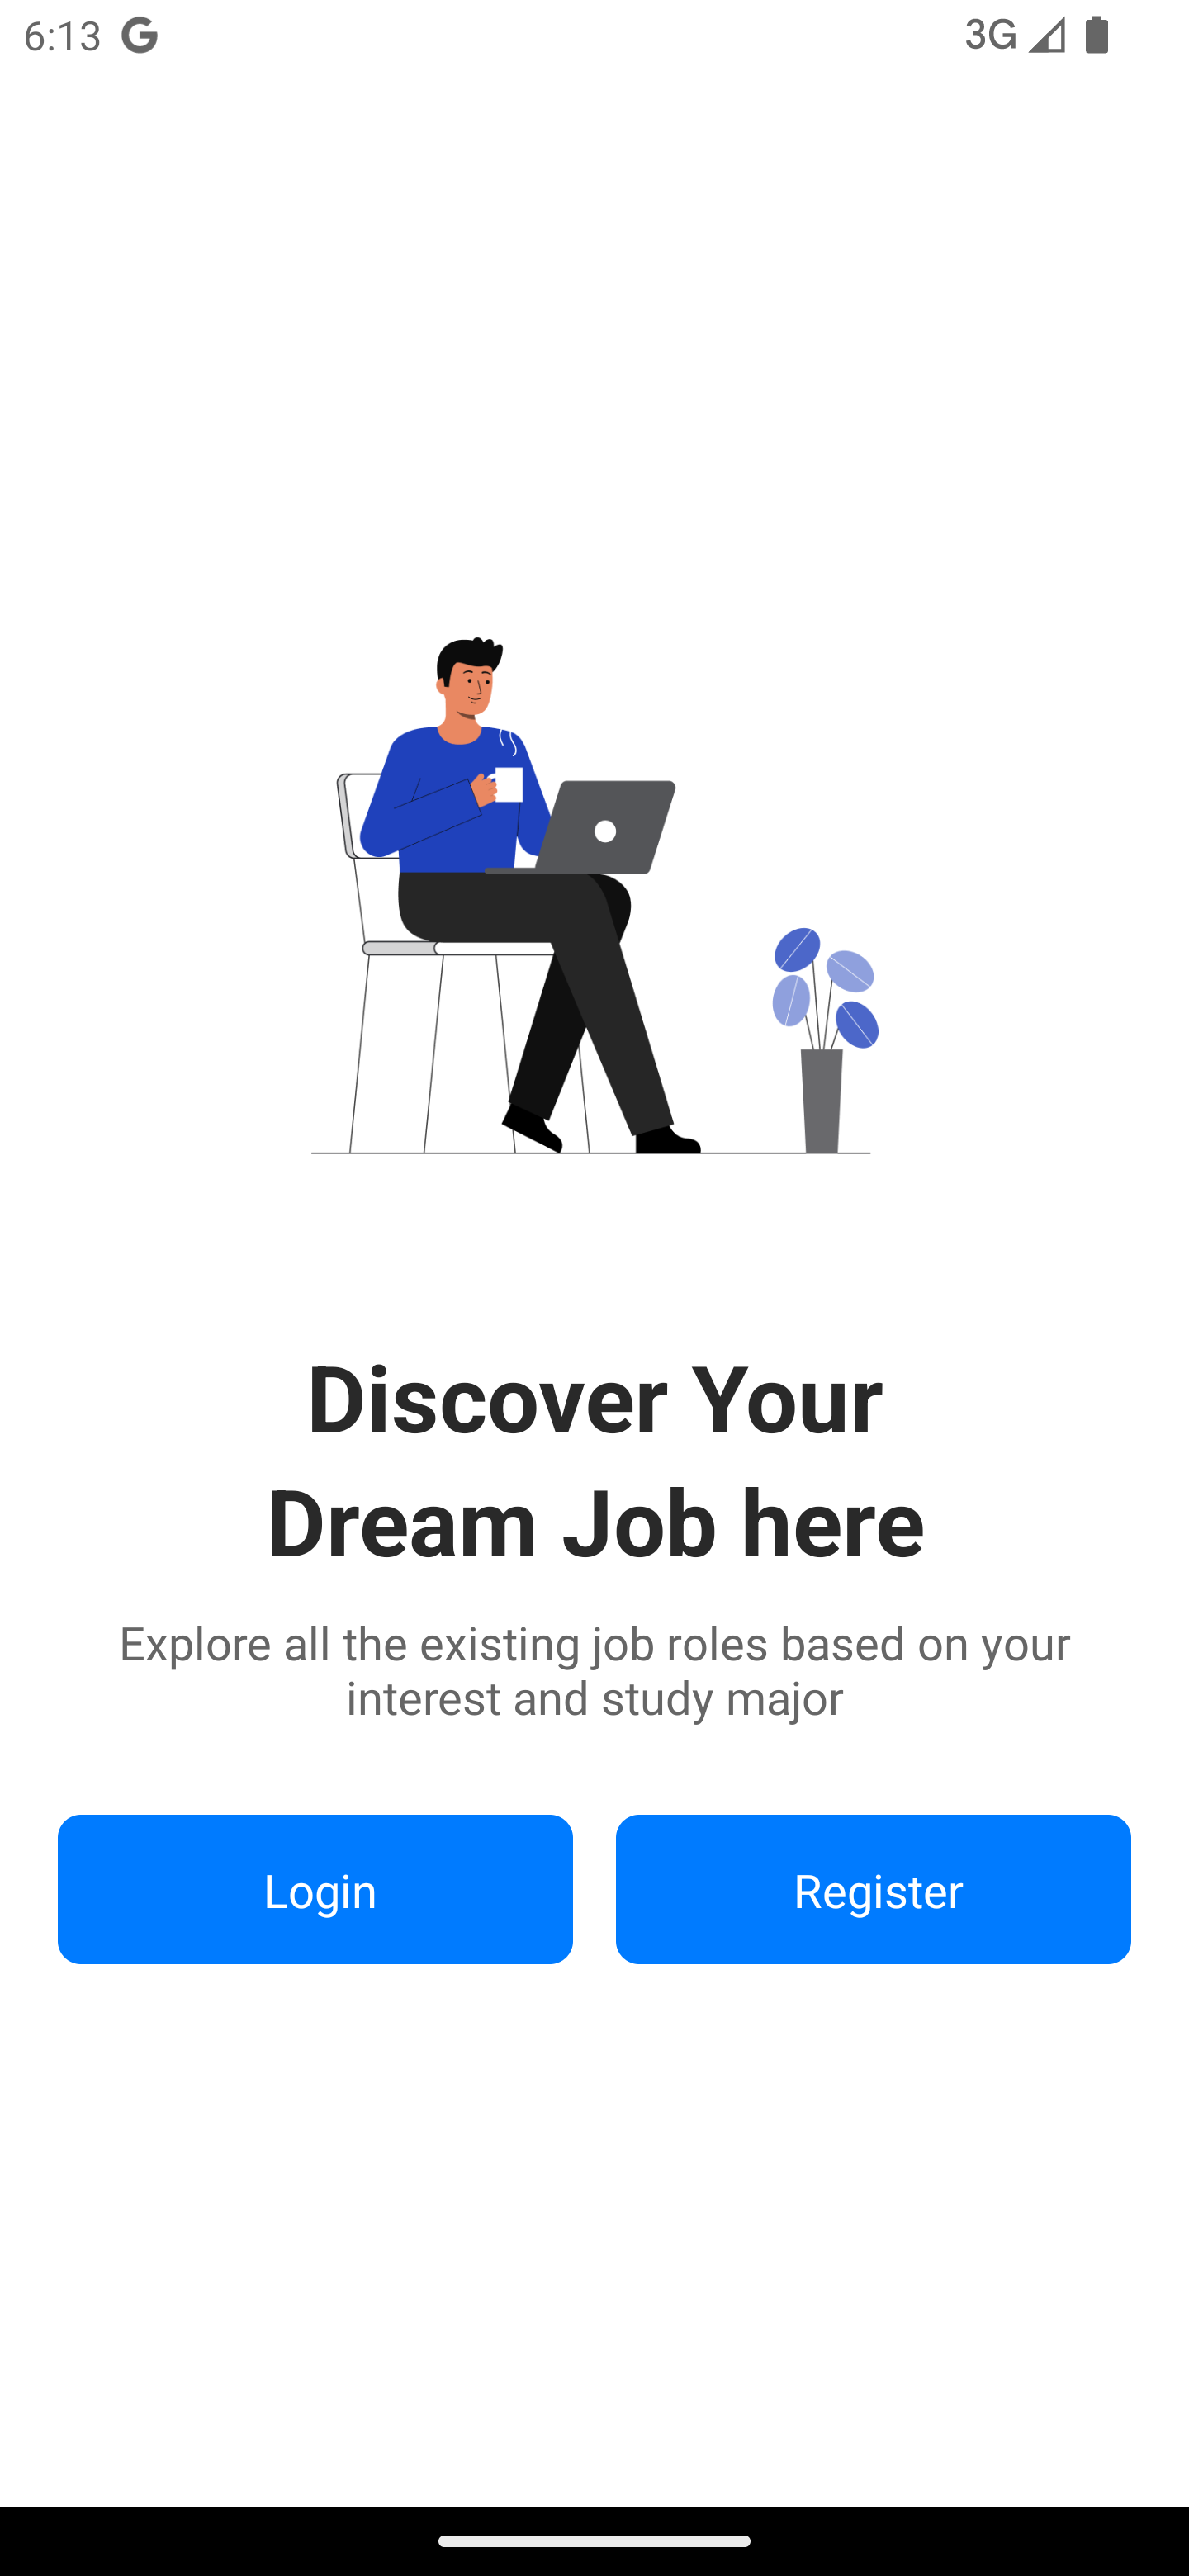 6:13 G 3G
Discover Your
Dream Job here
Explore all the existing job roles based on your
interest and study major
Login Register